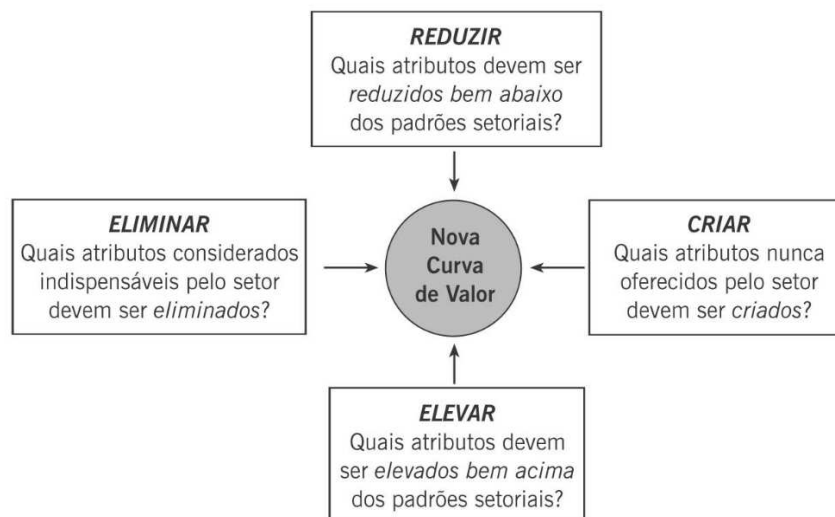 REDUZIR
Quais atributos devem ser
reduzidos bem abaixo
dos padrões setoriais?
ELIMINAR
Quais atributos considerados
indispensáveis pelo setor
devem ser eliminados?
Nova
Curva
de Valor
CRIAR
Quais atributos nunca
oferecidos pelo setor
devem ser criados?
ELEVAR
Quais atributos devem
ser elevados bem acima
dos padrões setoriais?